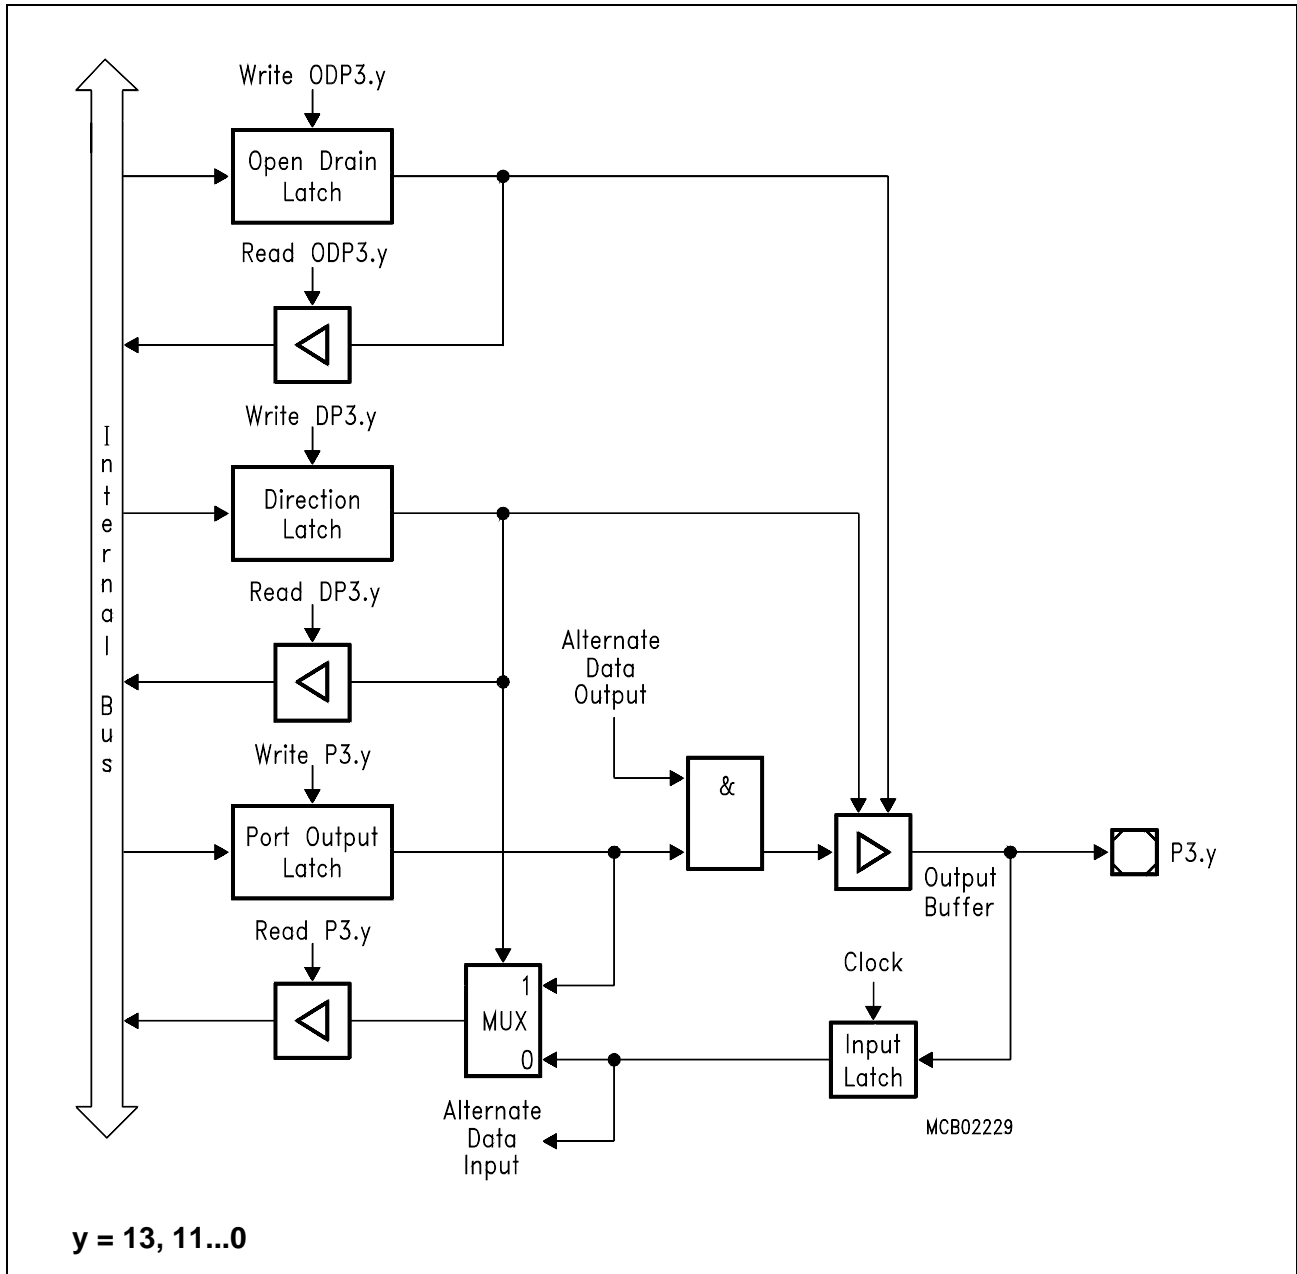 Write ODP3.y
Open Drain
Latch
Read ODP3.y
Write DP3.y
Direction
Latch
Read DP3.y
Internal Bus
Alternate
Data
Output
Write P3.y
&
Port Output
Latch
P3.y
Output
Buffer
Read P3.y
Clock
1
MUX
0
Input
Latch
Alternate
Data
Input
MCB02229
y = 13, 11...0